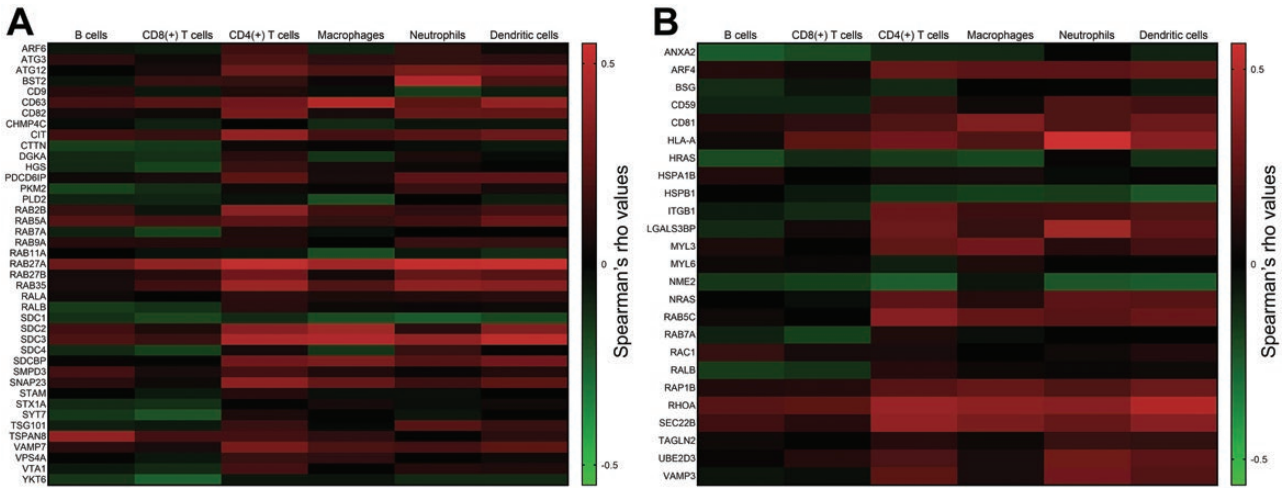 A
B cells CD8(+) T cells CD4(+) T cells Macrophages Neutrophils Dendritic cells
ARF6
ATG3
ATG12
BST2
CD9
CD63
CD82
CHMP4C
CIT
CTTN
DGKA
HGS
PDCD6IP
PKM2
PLD2
RAB2B
RAB5A
RAB7A
RAB9A
RAB11A
RAB27A
RAB27B
RAB35
RALA
RALB
SDC1
SDC2
SDC3
SDC4
SDCBP
SMPD3
SNAP23
STAM
STX1A
SYT7
TSG101
TSPAN8
VAMP7
VPS4A
VTA1
YKT6
0.5
0
-0.5
Spearman's rho values
B
B cells CD8(+) T cells CD4(+) T cells Macrophages Neutrophils Dendritic cells
ANXA2
ARF4
BSG
CD59
CD81
HLA-A
HRAS
HSPA1B
HSPB1
ITGB1
LGALS3BP
MYL3
MYL6
NME2
NRAS
RAB5C
RAB7A
RAC1
RALB
RAP1B
RHOA
SEC22B
TAGLN2
UBE2D3
VAMP3
0.5
0
-0.5
Spearman's rho values